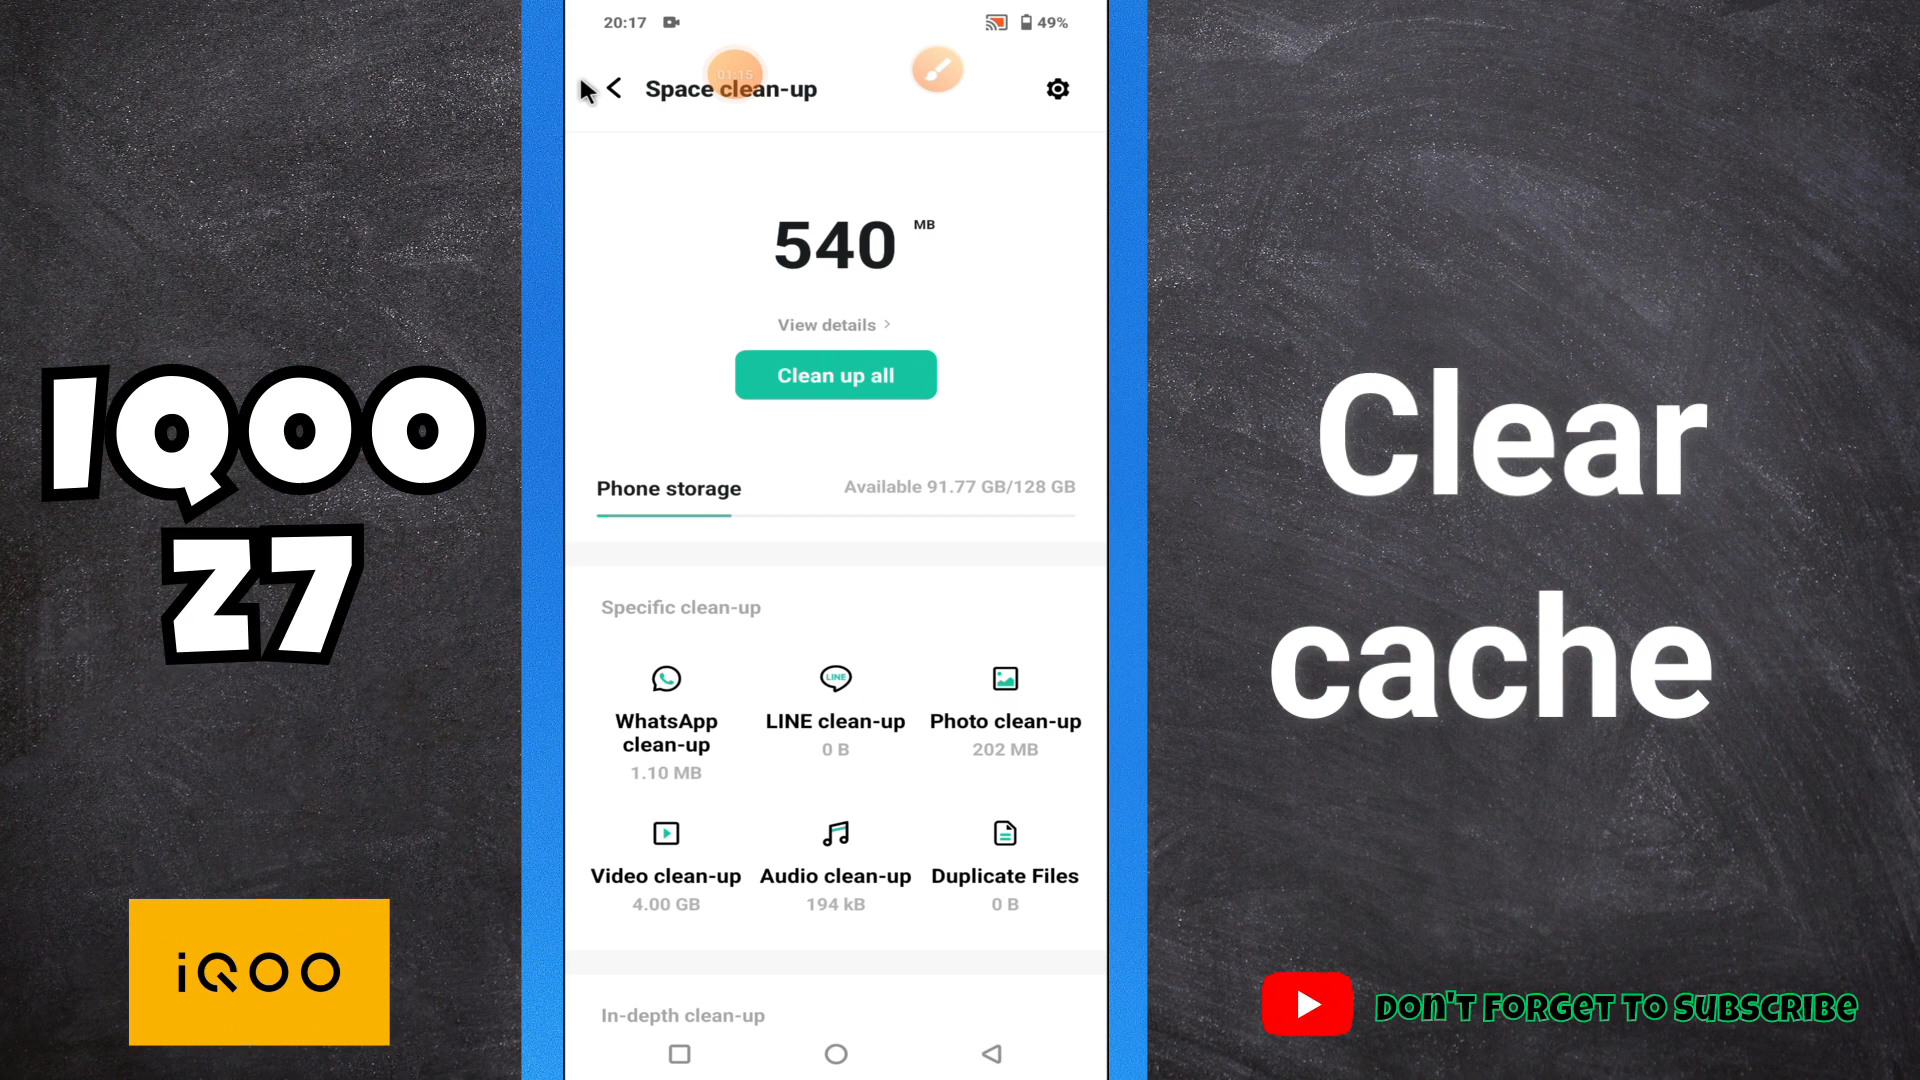 20:17
49%
01:15
Space clean-up
540 MB
View details >
Clean up all
Phone storage
Available 91.77 GB/128 GB
Specific clean-up
WhatsApp
clean-up
1.10 MB
LINE
LINE clean-up
0 B
Photo clean-up
202 MB
Video clean-up
4.00 GB
Audio clean-up
194 kB
Duplicate Files
0 B
In-depth clean-up
IQOO
Z7
iQOO
Clear
cache
DON'T FORGET TO SUBSCRIBE